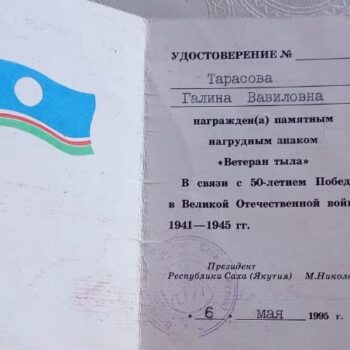 УДОСТОВЕРЕНИЕ №
Тарасова
Галина Вавиловна
награжден(а) памятным
нагрудным знаком
«Ветеран тыла»
В связи с 50-летием Побед
в Великой Отечественной войн
1941—1945 гг.
Президент
Республики Саха (Якутия) М.Никол
6 мая 1995 г.